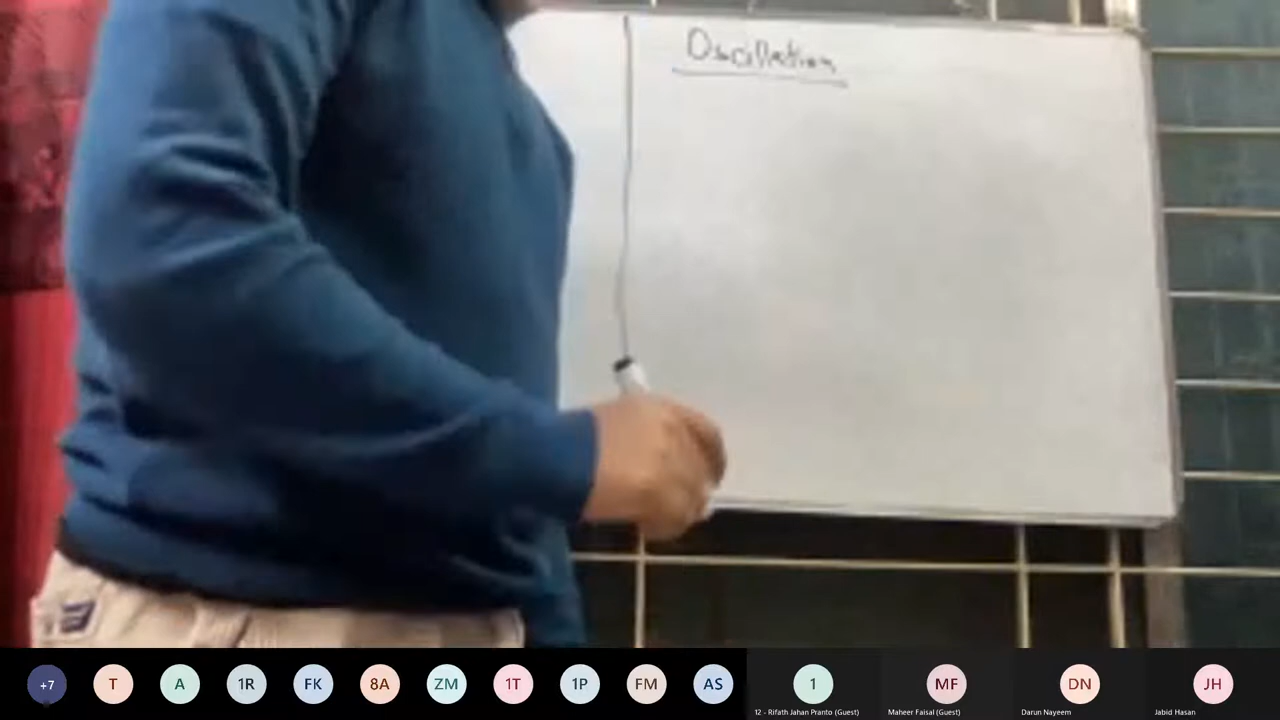 Oscillation
+7
T
A
1R
FK
8A
ZM
1T
1P
FM
AS
1
MF
DN
JH
12 - Rifath Jahan Pranto (Guest)
Maheer Faisal (Guest)
Darun Nayeem
Jabid Hasan